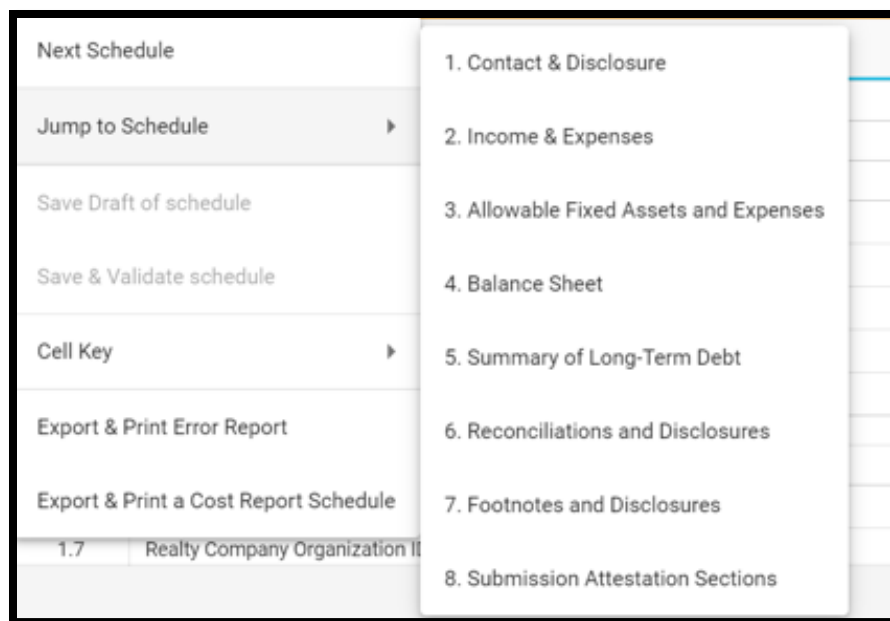 Next Schedule
Jump to Schedule
Save Draft of schedule
Save & Validate schedule
Cell Key
Export & Print Error Report
Export & Print a Cost Report Schedule
1.7 Realty Company Organization ID
1. Contact & Disclosure
2. Income & Expenses
3. Allowable Fixed Assets and Expenses
4. Balance Sheet
5. Summary of Long-Term Debt
6. Reconciliations and Disclosures
7. Footnotes and Disclosures
8. Submission Attestation Sections